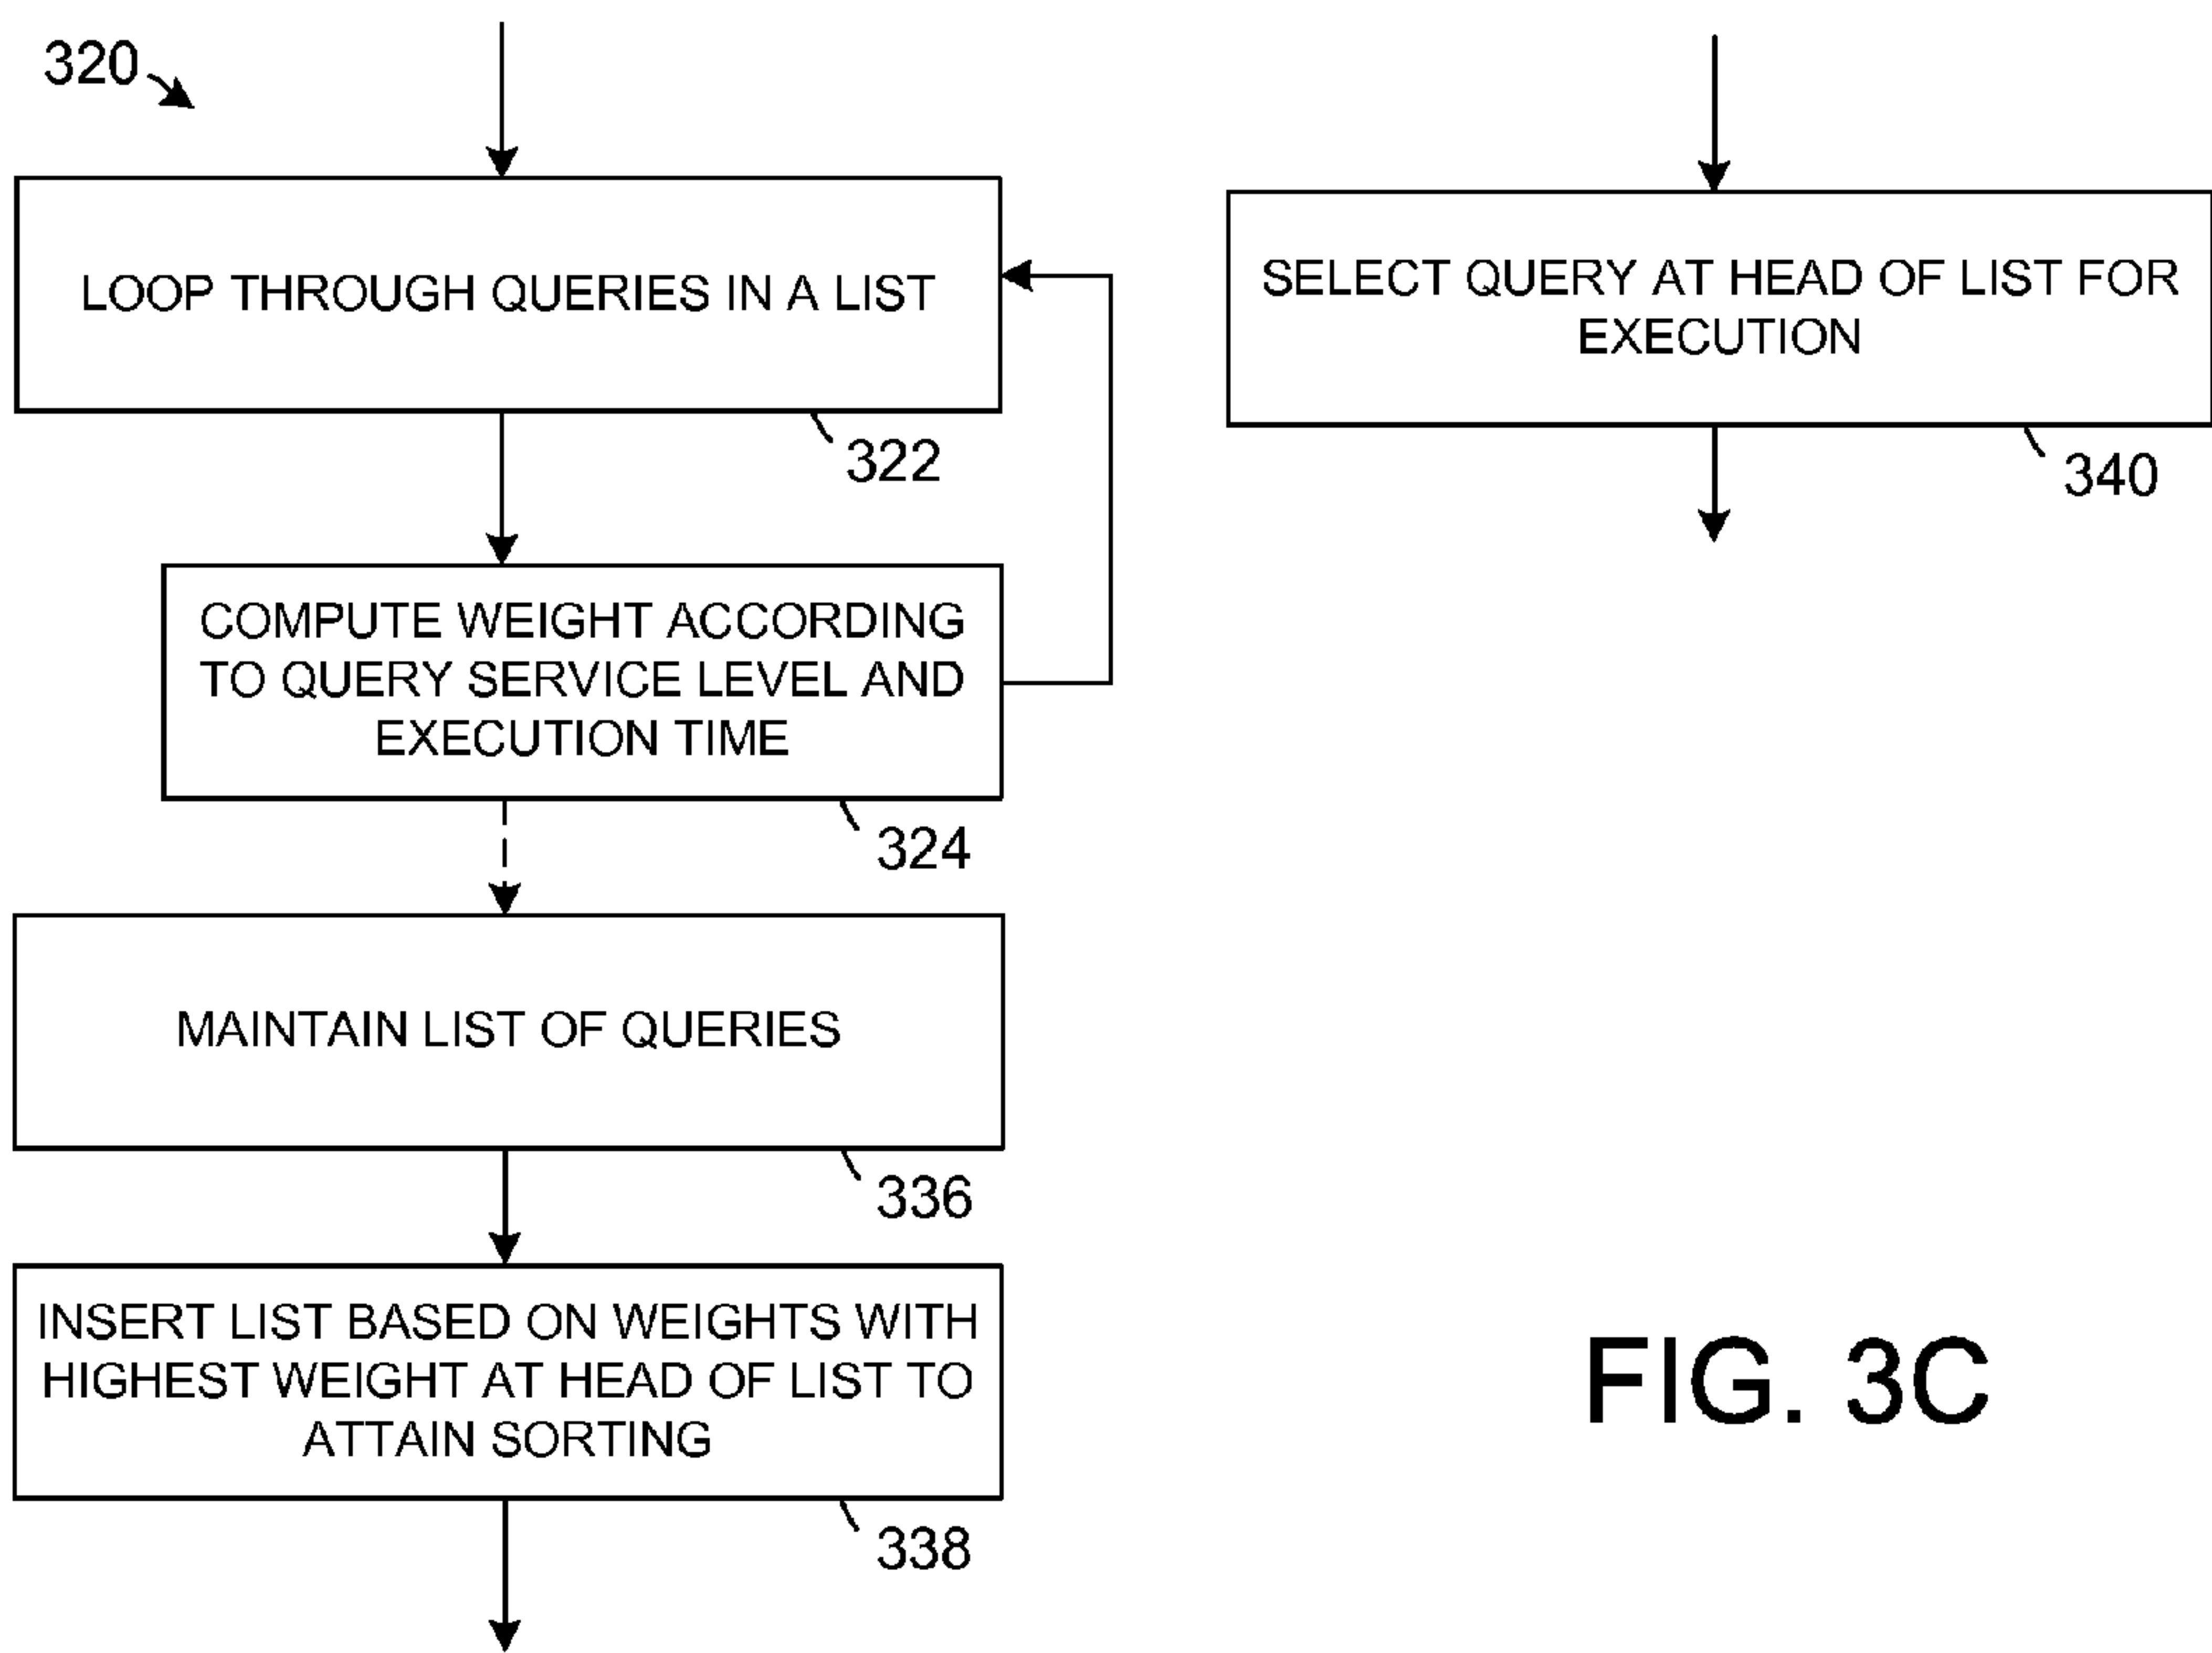 320
LOOP THROUGH QUERIES IN A LIST
322
COMPUTE WEIGHT ACCORDING
TO QUERY SERVICE LEVEL AND
EXECUTION TIME
324
MAINTAIN LIST OF QUERIES
336
INSERT LIST BASED ON WEIGHTS WITH
HIGHEST WEIGHT AT HEAD OF LIST TO
ATTAIN SORTING
338
SELECT QUERY AT HEAD OF LIST FOR
EXECUTION
340
FIG. 3C